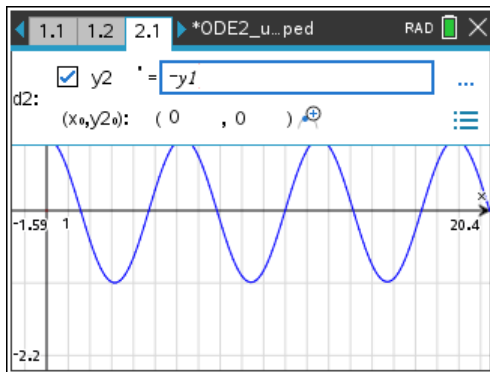 1.1 1.2 2.1 *ODE2_u...ped RAD
y2 '= -y1 ...
d2:
(x₀,y2₀): ( 0 , 0 )
x
-1.59 1 20.4
-2.2